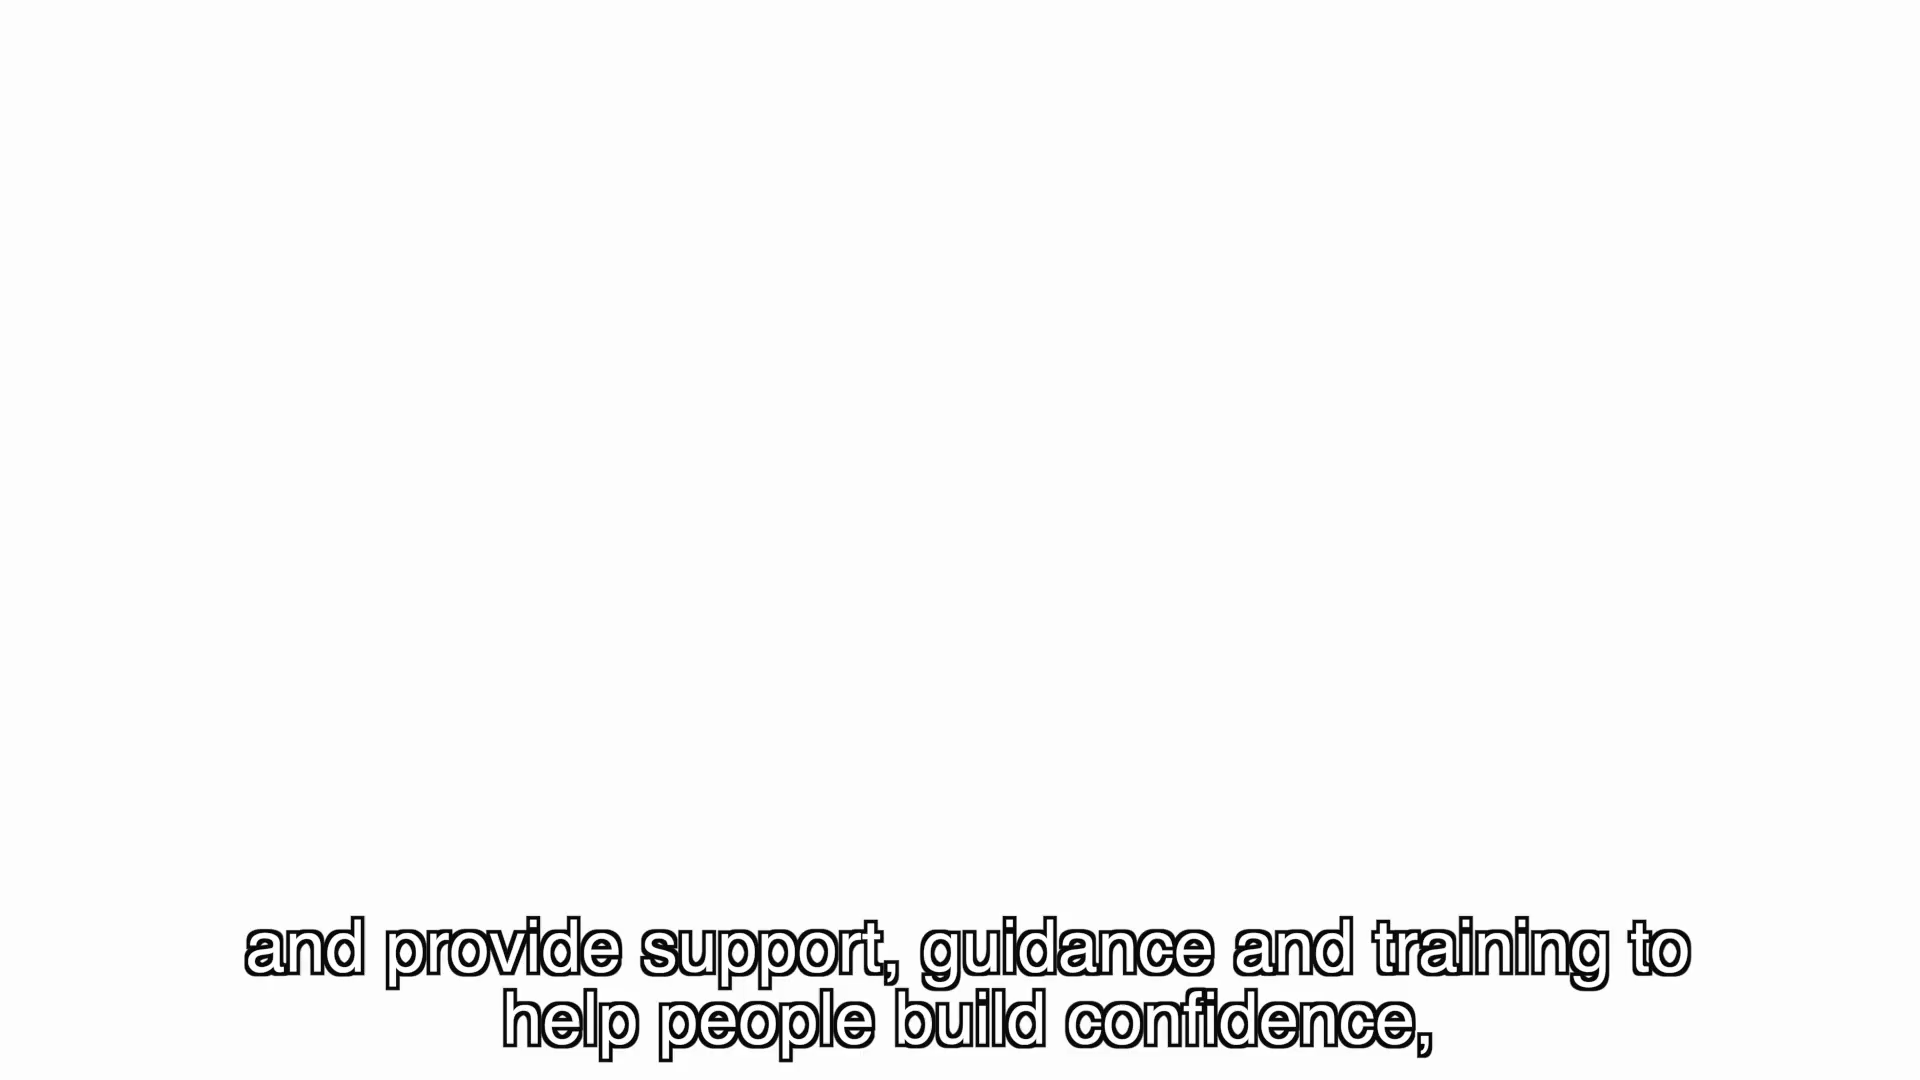 and provide support, guidance and training to
help people build confidence,